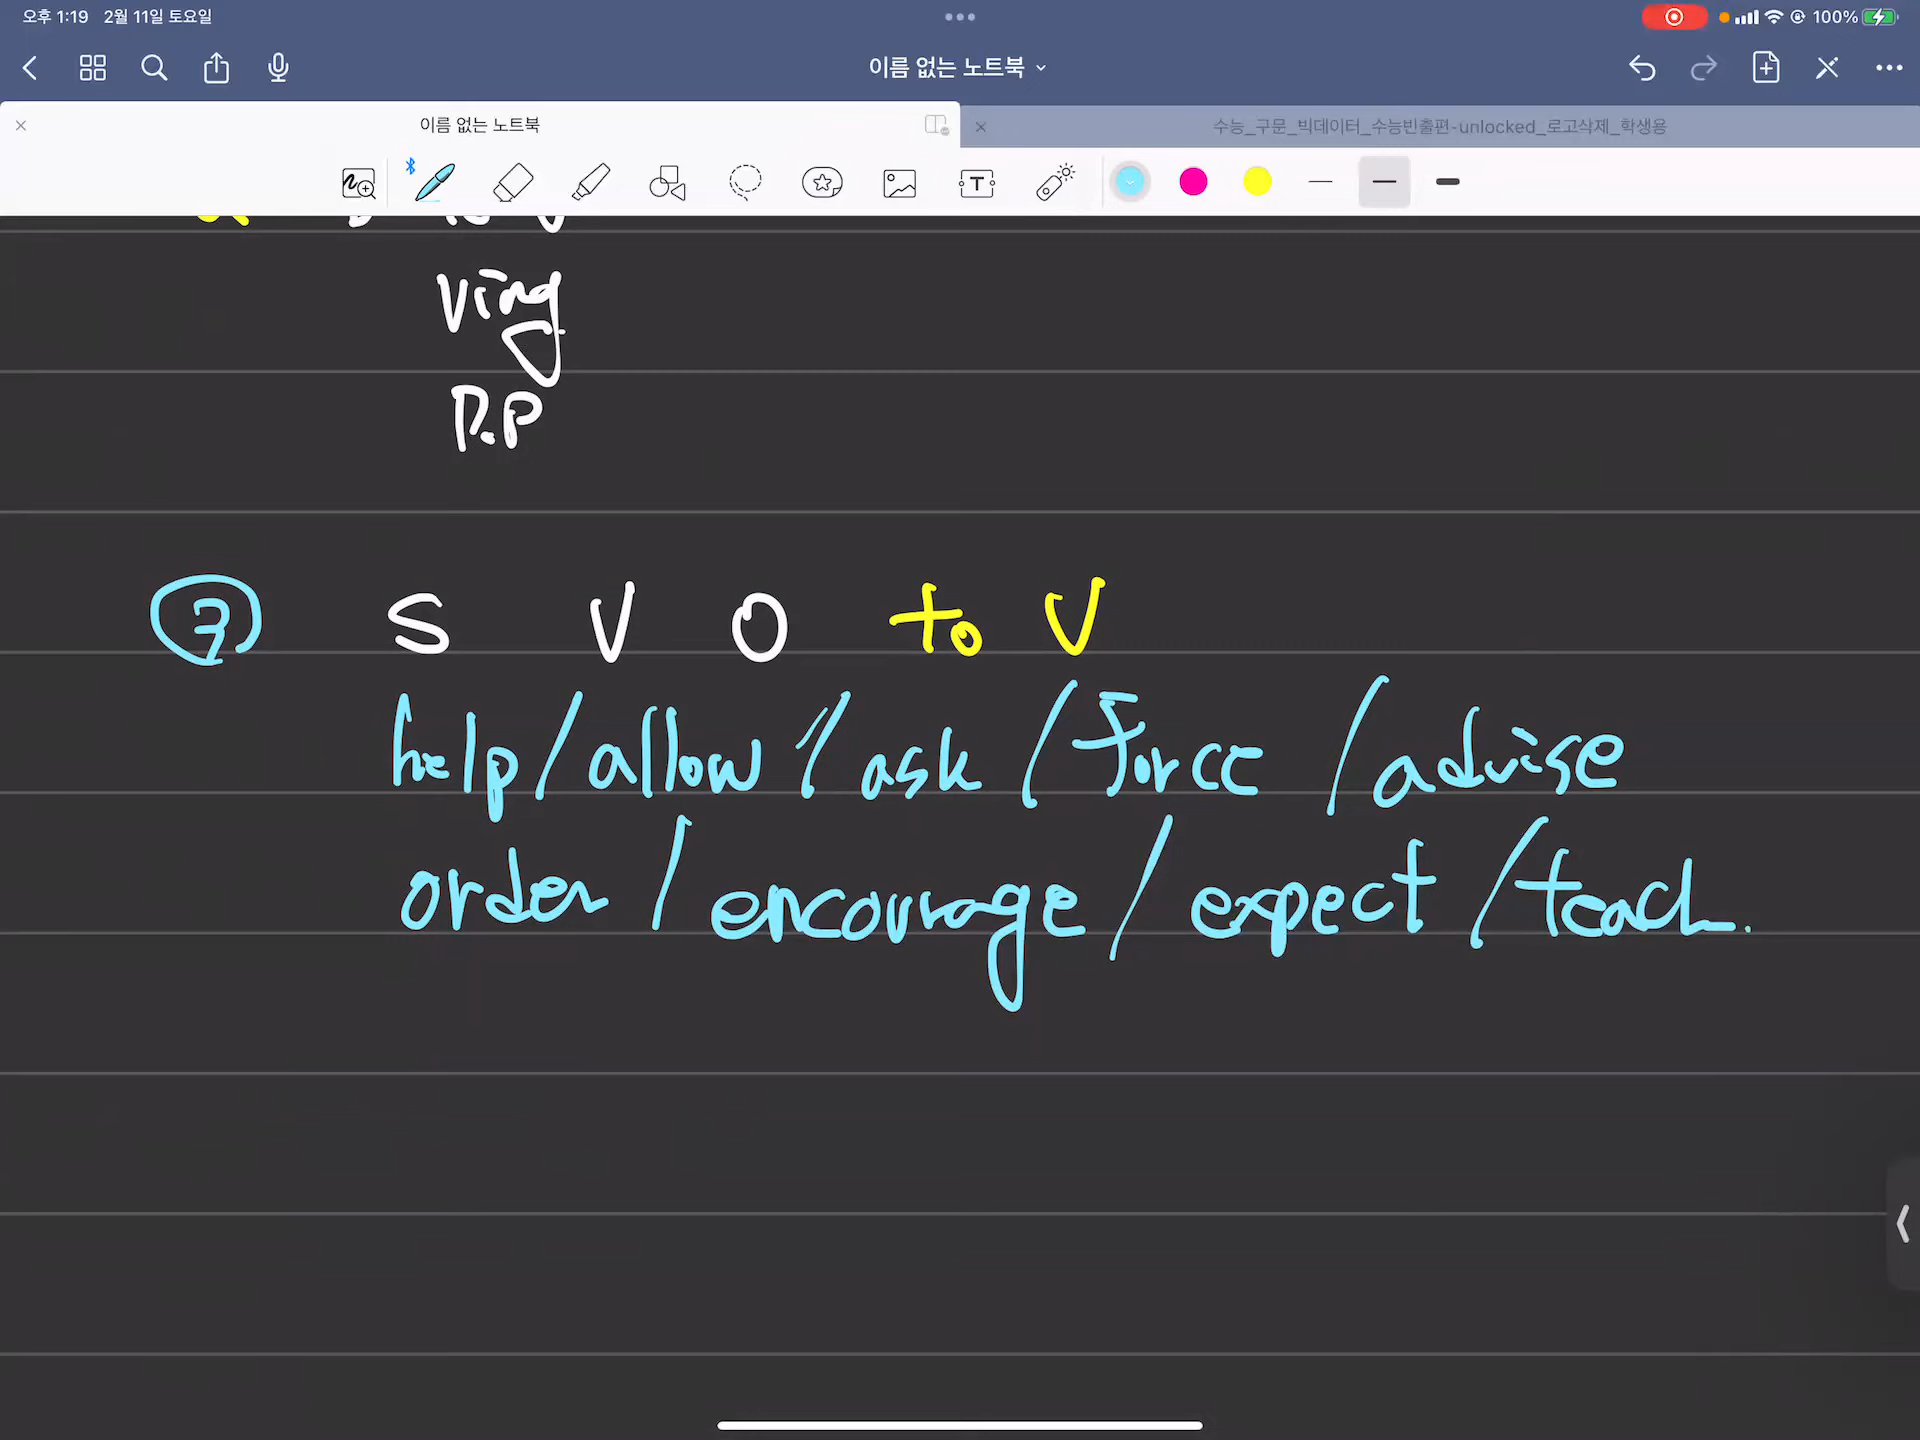 오후 1:19 2월 11일 토요일 100%
이름 없는 노트북
이름 없는 노트북 수능_구문_빅데이터_수능빈출편-unlocked_로고삭제_학생용
Ving
P.P
S V O to V
help/allow/ask/force/advise
order/encourage/expect/teach.